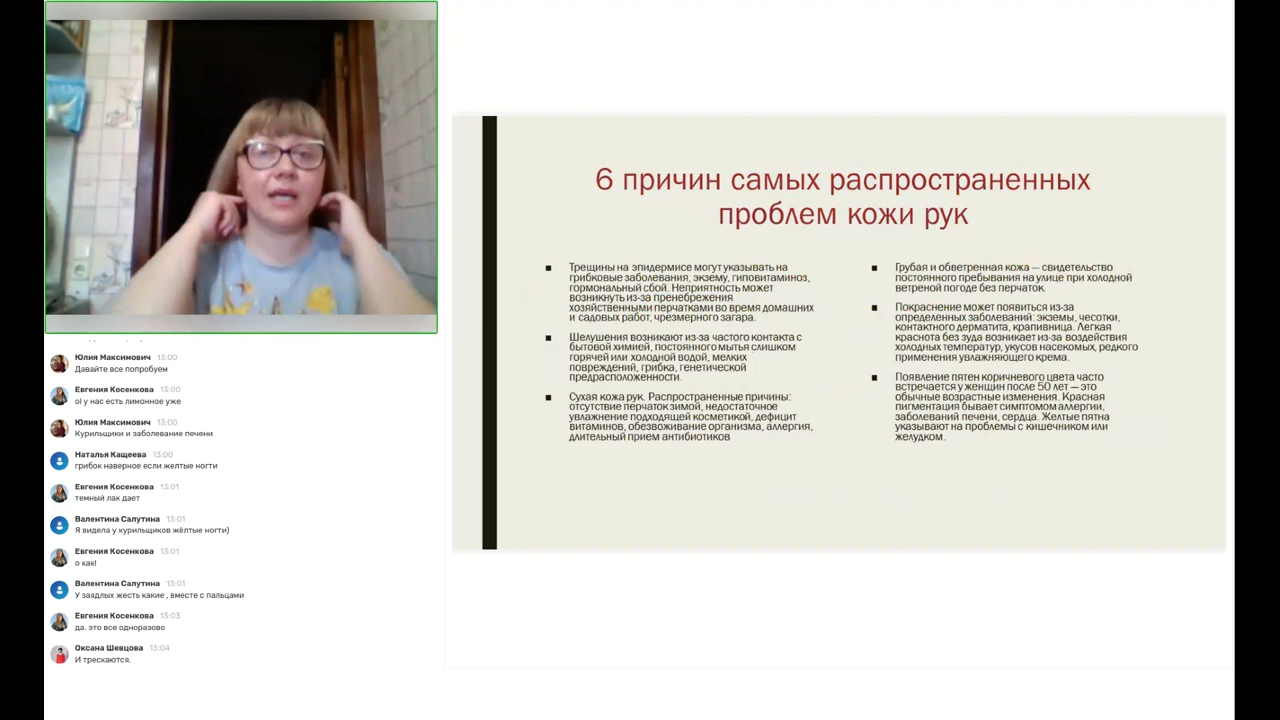 6 причин самых распространенных
проблем кожи рук
Трещины на эпидермисе могут указывать на
грибковые заболевания, экзему, гиповитаминоз,
гормональный сбой. Неприятность может
возникнуть из-за пренебрежения
хозяйственными перчатками во время домашних
и садовых работ, чрезмерного загара.
Шелушения возникают из-за частого контакта с
бытовой химией, постоянного мытья слишком
горячей или холодной водой, мелких
повреждений, грибка, генетической
предрасположенности.
Сухая кожа рук. Распространенные причины:
отсутствие перчаток зимой, недостаточное
увлажнение подходящей косметикой, дефицит
витаминов, обезвоживание организма, аллергия,
длительный прием антибиотиков
Грубая и обветренная кожа — свидетельство
постоянного пребывания на улице при холодной
ветреной погоде без перчаток.
Покраснение может появиться из-за
определенных заболеваний: экземы, чесотки,
контактного дерматита, крапивница. Легкая
краснота без зуда возникает из-за воздействия
холодных температур, укусов насекомых, редкого
применения увлажняющего крема.
Появление пятен коричневого цвета часто
встречается у женщин после 50 лет — это
обычные возрастные изменения. Красная
пигментация бывает симптомом аллергии,
заболеваний печени, сердца. Желтые пятна
указывают на проблемы с кишечником или
желудком.
Юлия Максимович 13:00
Давайте все попробуем
Евгения Косенкова 13:00
о! у нас есть лимонное уже
Юлия Максимович 13:00
Курильщики и заболевание печени
Наталья Кащеева 13:00
грибок наверное если желтые ногти
Евгения Косенкова 13:01
темный лак дает
Валентина Салутина 13:01
Я видела у курильщиков жёлтые ногти)
Евгения Косенкова 13:01
о как!
Валентина Салутина 13:01
У заядлых жесть какие , вместе с пальцами
Евгения Косенкова 13:03
да. это все одноразово
Оксана Шевцова 13:04
И трескаются.